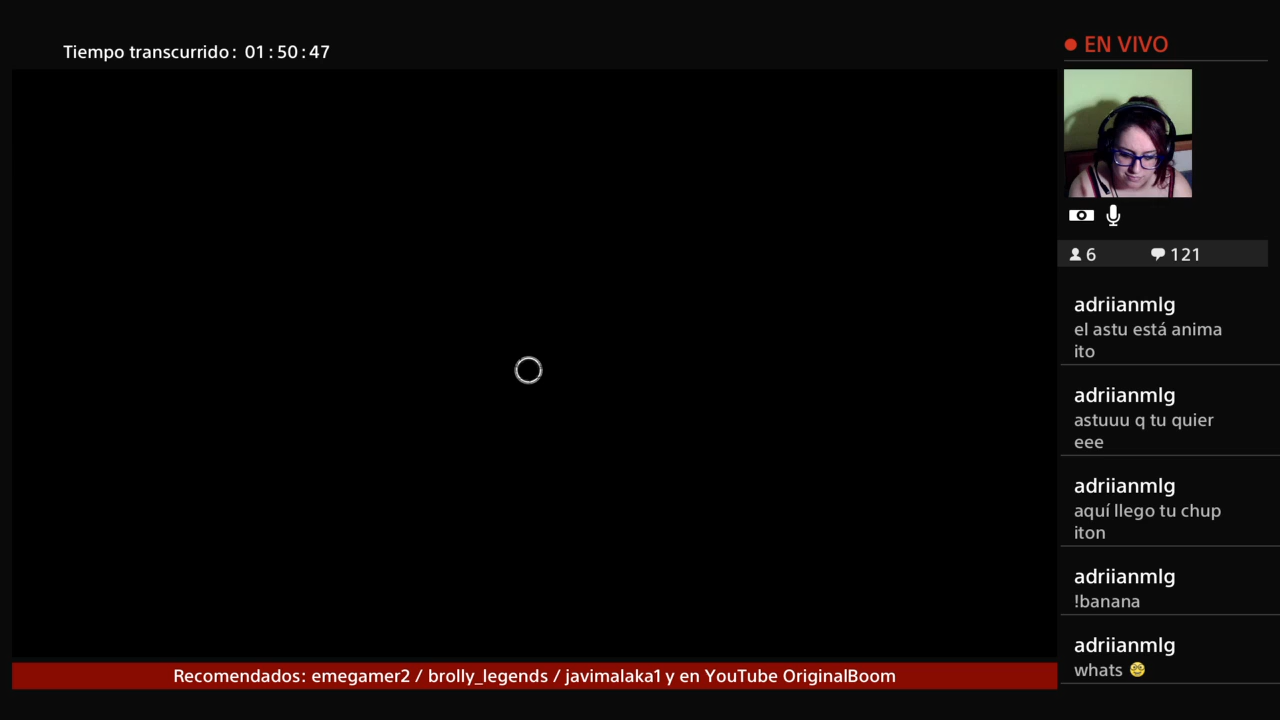 Tiempo transcurrido: 01:50:47
EN VIVO
6
121
adriianmlg
el astu está anima
ito
adriianmlg
astuuu q tu quier
eee
adriianmlg
aquí llego tu chup
iton
adriianmlg
!banana
adriianmlg
whats
Recomendados: emegamer2 / brolly_legends / javimalaka1 y en YouTube OriginalBoom